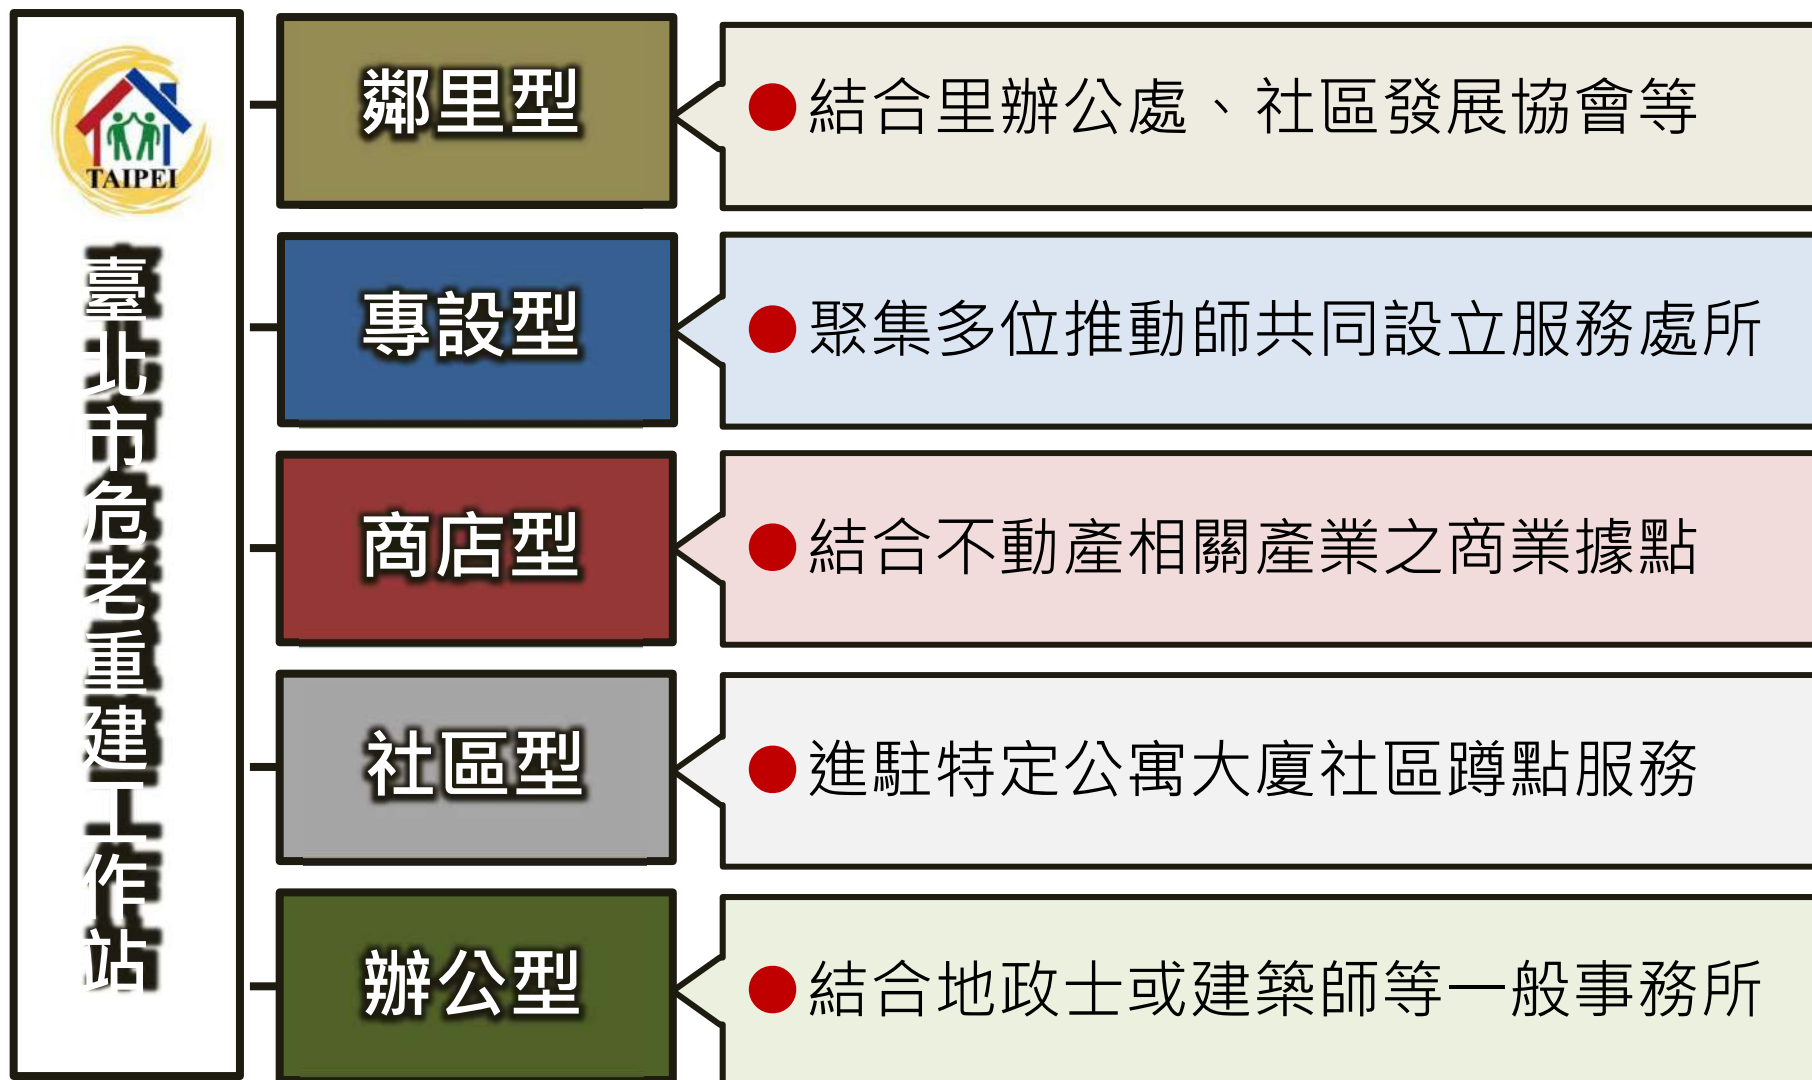 TAIPEI
臺北市危老重建工作站
鄰里型
結合里辦公處、社區發展協會等
專設型
聚集多位推動師共同設立服務處所
商店型
結合不動產相關產業之商業據點
社區型
進駐特定公寓大廈社區蹲點服務
辦公型
結合地政士或建築師等一般事務所